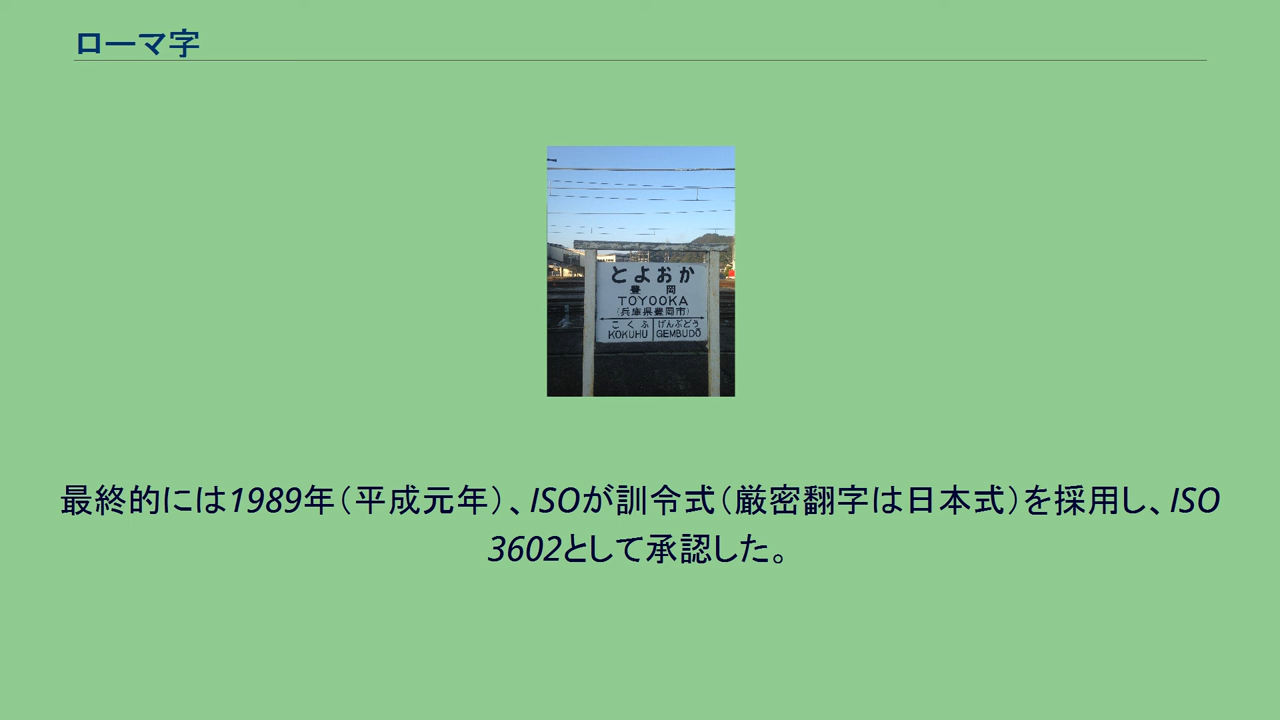 ローマ字
とよおか
豊 岡
TOYOOKA
(兵庫県豊岡市)
こくふ げんぶどう
KOKUHU GEMBUDŌ
最終的には1989年（平成元年）、ISOが訓令式（厳密翻字は日本式）を採用し、ISO
3602として承認した。